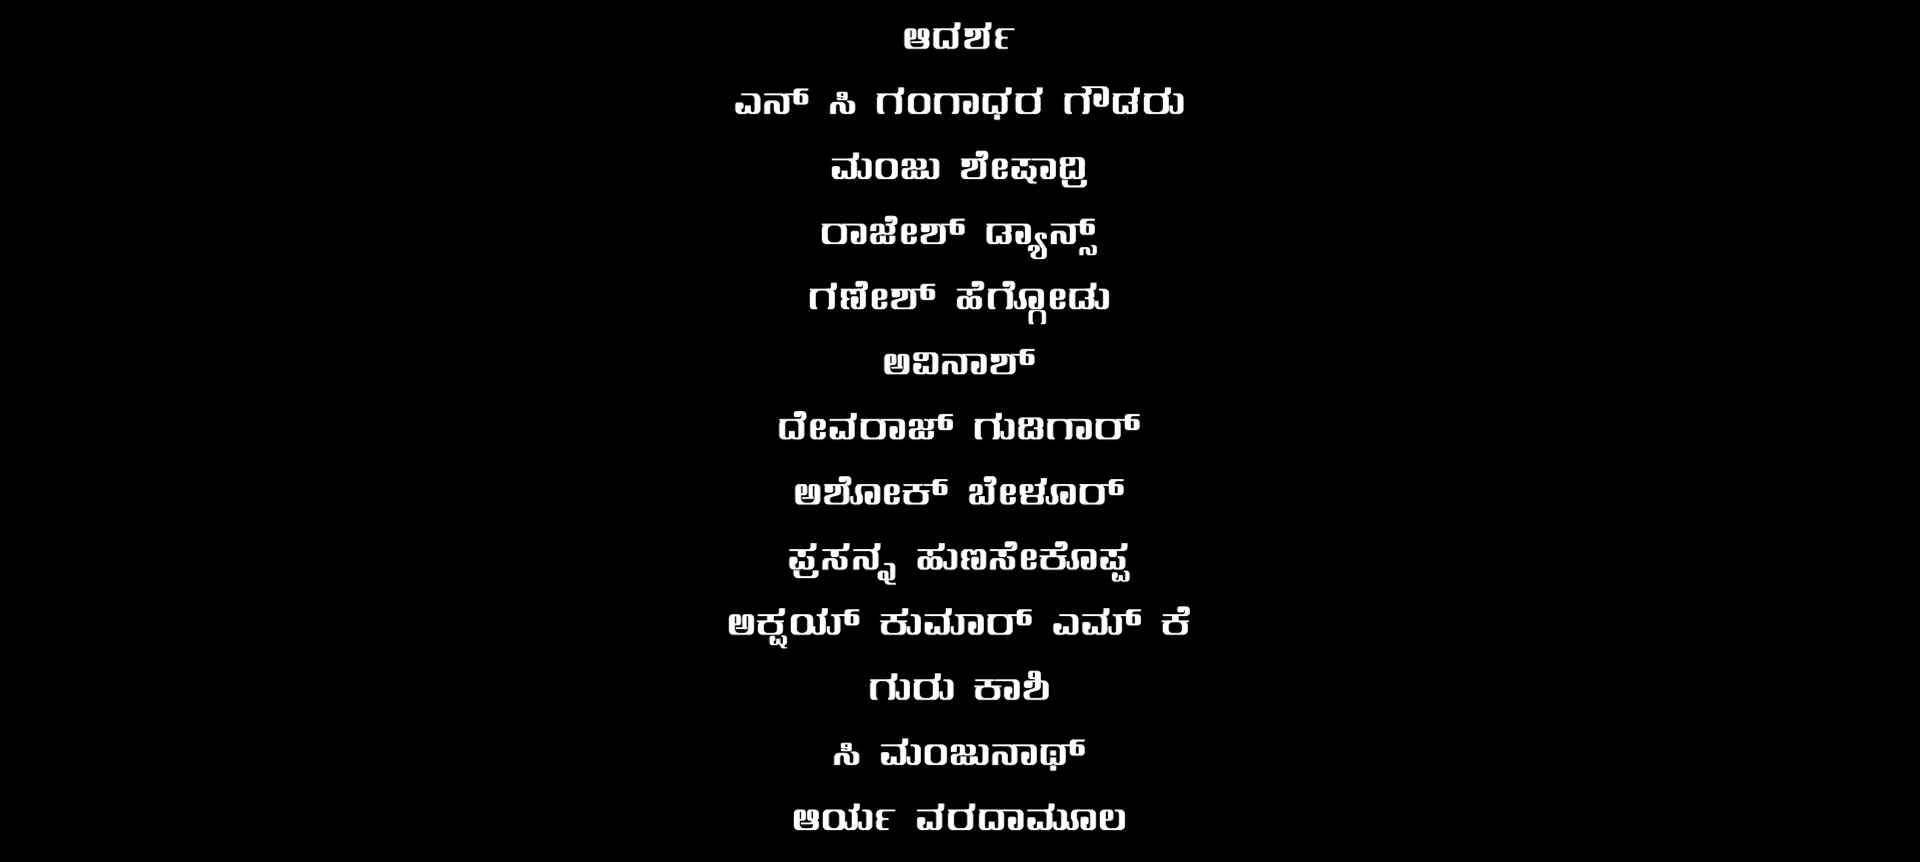 ಆದರ್ಶ
ಎನ್ ಸಿ ಗಂಗಾಧರ ಗೌಡರು
ಮಂಜು ಶೇಷಾದ್ರಿ
ರಾಜೇಶ್ ಡ್ಯಾನ್ಸ್
ಗಣೇಶ್ ಹೆಗ್ಗೋಡು
ಅವಿನಾಶ್
ದೇವರಾಜ್ ಗುಡಿಗಾರ್
ಅಶೋಕ್ ಬೇಳೂರ್
ಪ್ರಸನ್ನ ಹುಣಸೇಕೊಪ್ಪ
ಅಕ್ಷಯ್ ಕುಮಾರ್ ಎಮ್ ಕೆ
ಗುರು ಕಾಶಿ
ಸಿ ಮಂಜುನಾಥ್
ಆರ್ಯ ವರದಾಮೂಲ